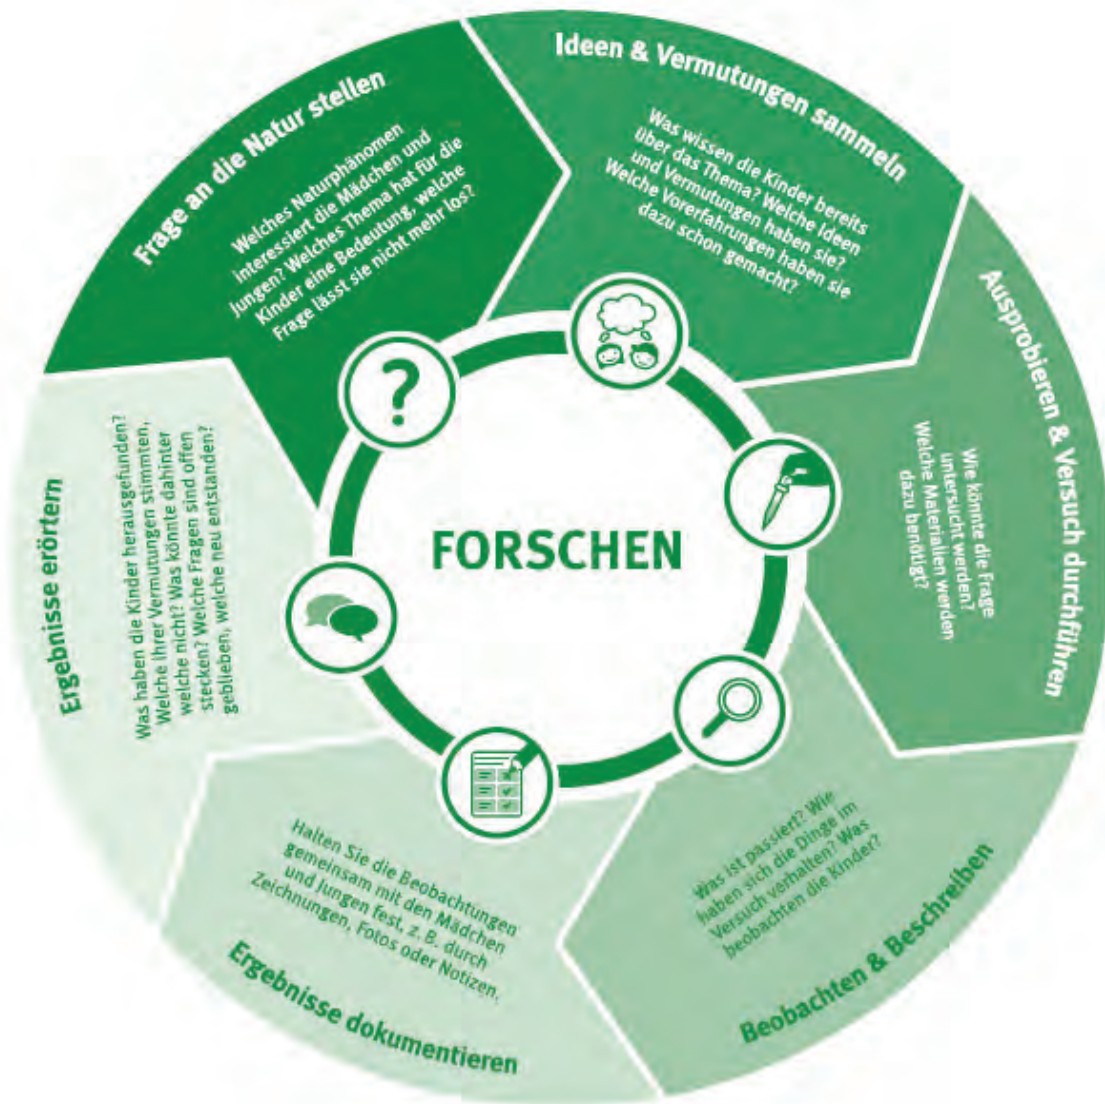 Frage an die Natur stellen
Welches Naturphänomen
interessiert die Mädchen und
Jungen? Welches Thema hat für die
Kinder eine Bedeutung, welche
Frage lässt sie nicht mehr los?
Ideen & Vermutungen sammeln
Was wissen die Kinder bereits
über das Thema? Welche Ideen
und Vermutungen haben sie?
Welche Vorerfahrungen haben sie
dazu schon gemacht?
Ausprobieren & Versuch durchführen
Wie könnte die Frage
untersucht werden?
Welche Materialien werden
dazu benötigt?
Beobachten & Beschreiben
Was ist passiert? Wie
haben sich die Dinge im
Versuch verhalten? Was
beobachten die Kinder?
Ergebnisse dokumentieren
Halten Sie die Beobachtungen
gemeinsam mit den Mädchen
und Jungen fest, z. B. durch
Zeichnungen, Fotos oder Notizen.
Ergebnisse erörtern
Was haben die Kinder herausgefunden?
Welche ihrer Vermutungen stimmten,
welche nicht? Was könnte dahinter
stecken? Welche Fragen sind offen
geblieben, welche neu entstanden?
?
FORSCHEN